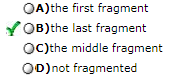 A)the first fragment
B)the last fragment
C)the middle fragment
D)not fragmented